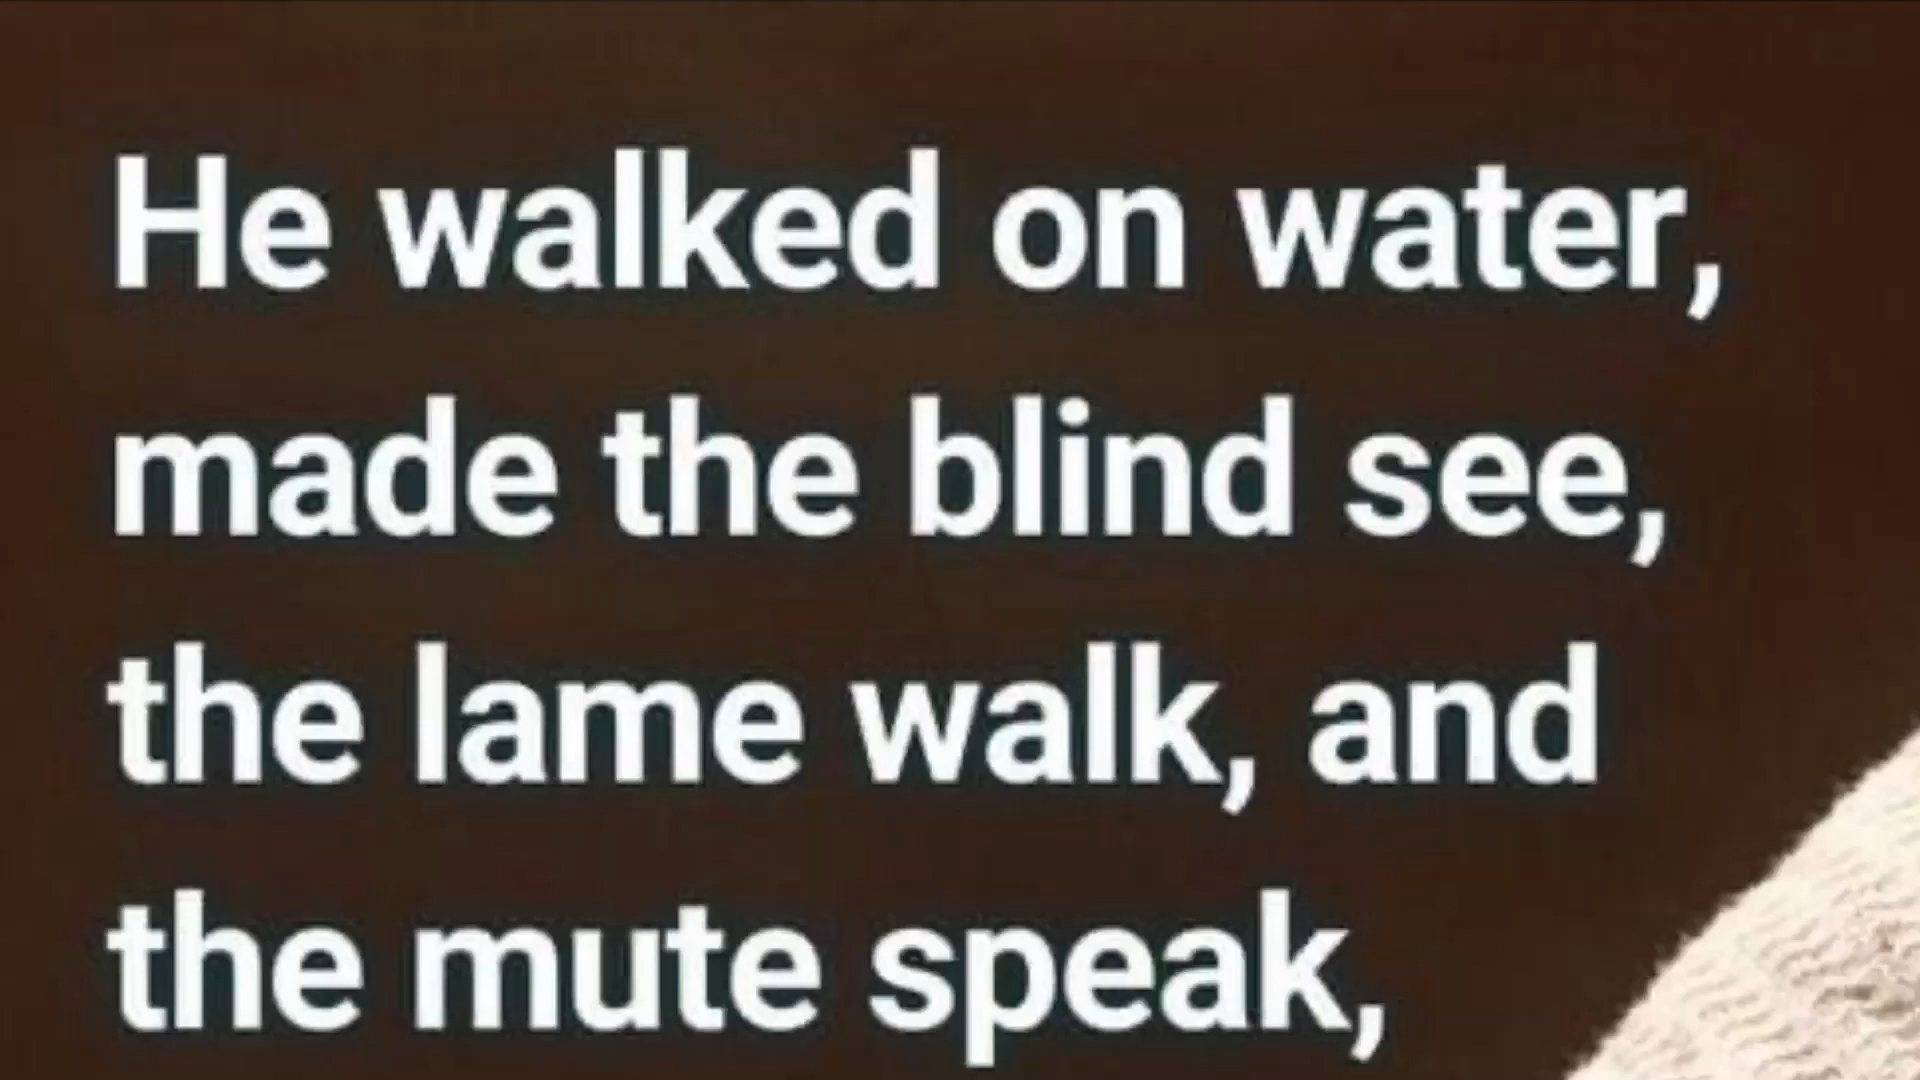 He walked on water,
made the blind see,
the lame walk, and
the mute speak,